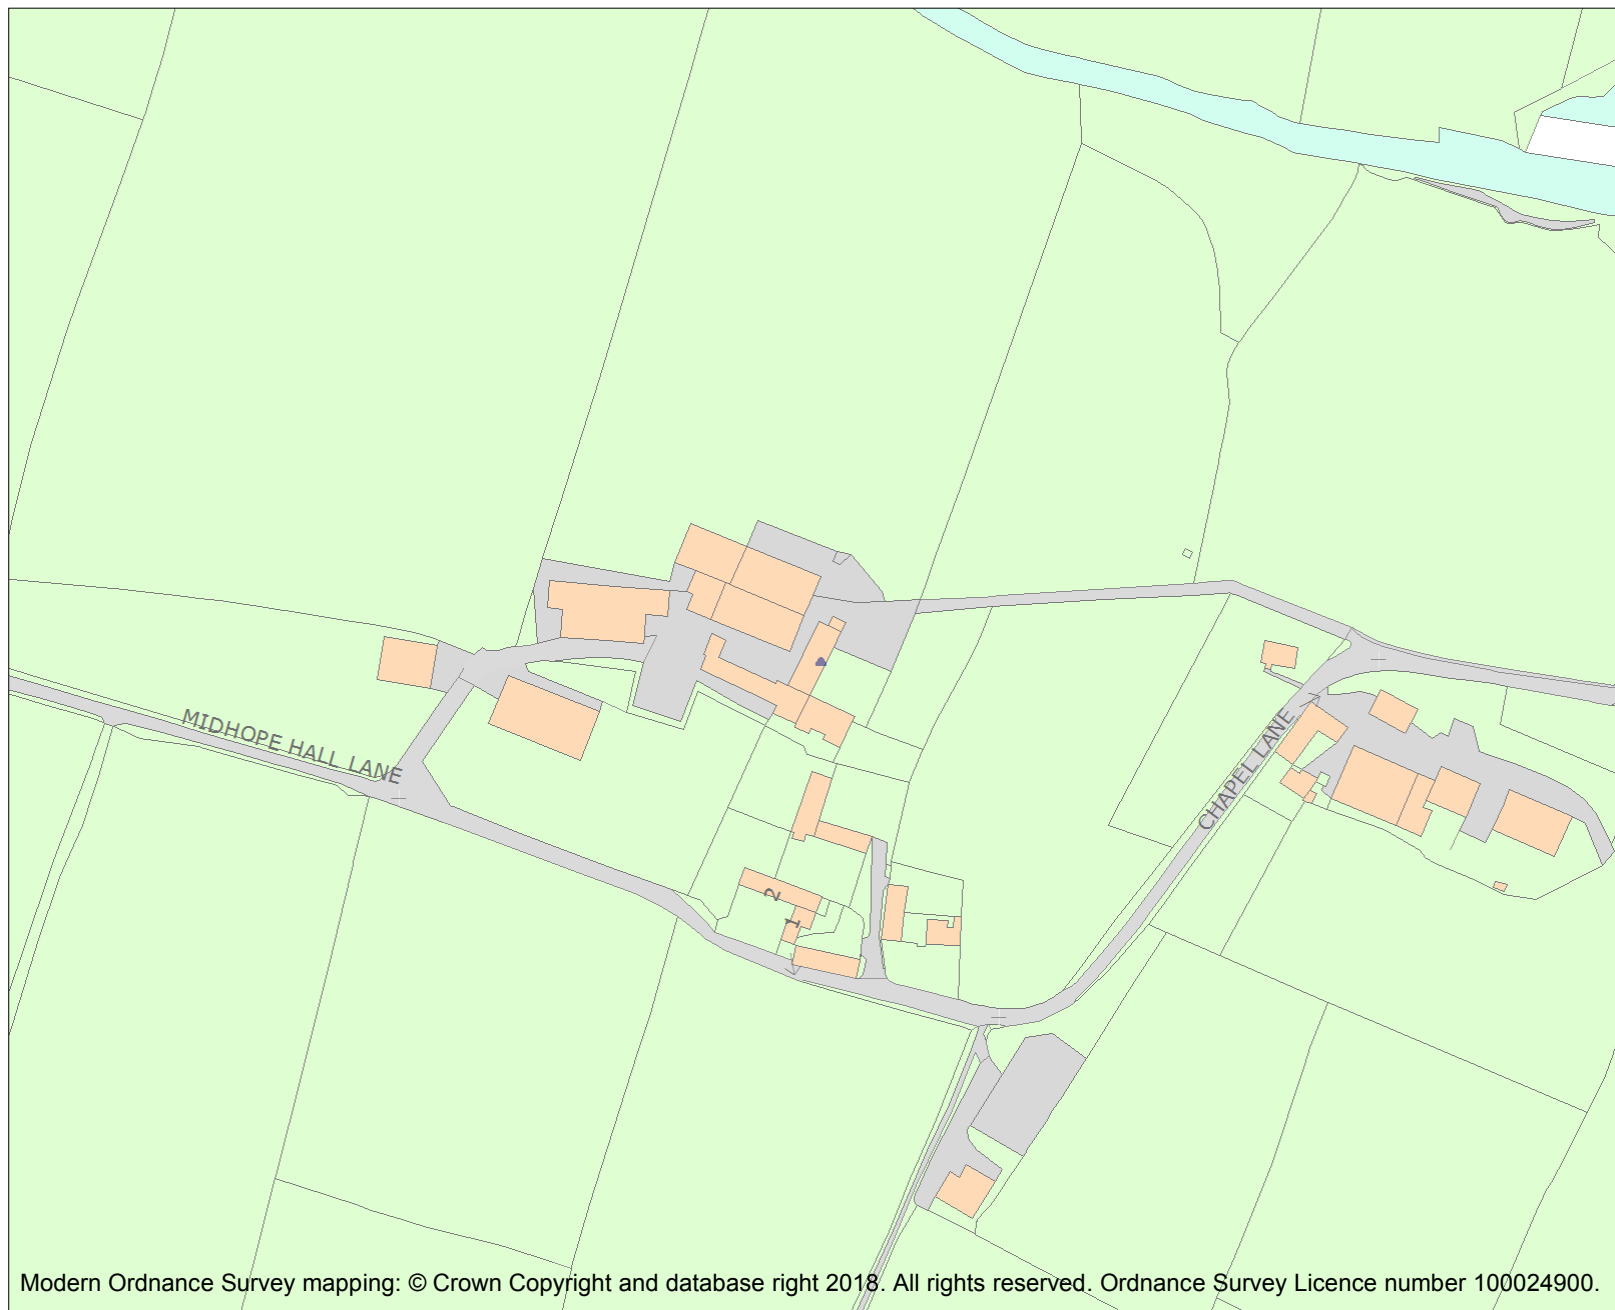 MIDHOPE HALL LANE
CHAPEL LANE
2
1
Modern Ordnance Survey mapping: © Crown Copyright and database right 2018. All rights reserved. Ordnance Survey Licence number 100024900.